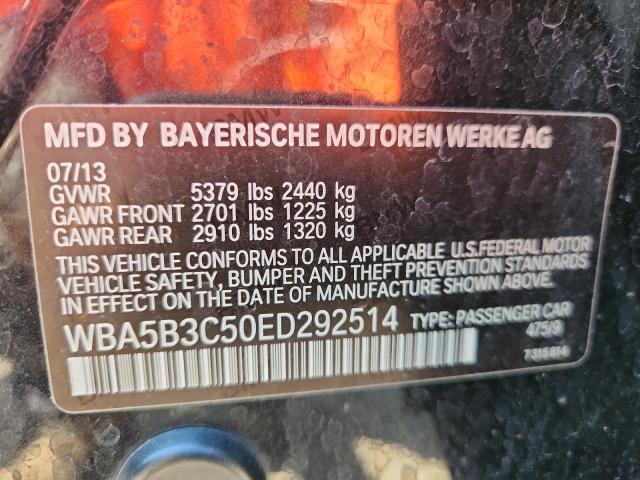 MFD BY BAYERISCHE MOTOREN WERKE AG
07/13
GVWR 5379 lbs 2440 kg
GAWR FRONT 2701 lbs 1225 kg
GAWR REAR 2910 lbs 1320 kg
THIS VEHICLE CONFORMS TO ALL APPLICABLE U.S.FEDERAL MOTOR
VEHICLE SAFETY, BUMPER AND THEFT PREVENTION STANDARDS
IN EFFECT ON THE DATE OF MANUFACTURE SHOWN ABOVE.
WBA5B3C50ED292514 TYPE: PASSENGER CAR
475/9